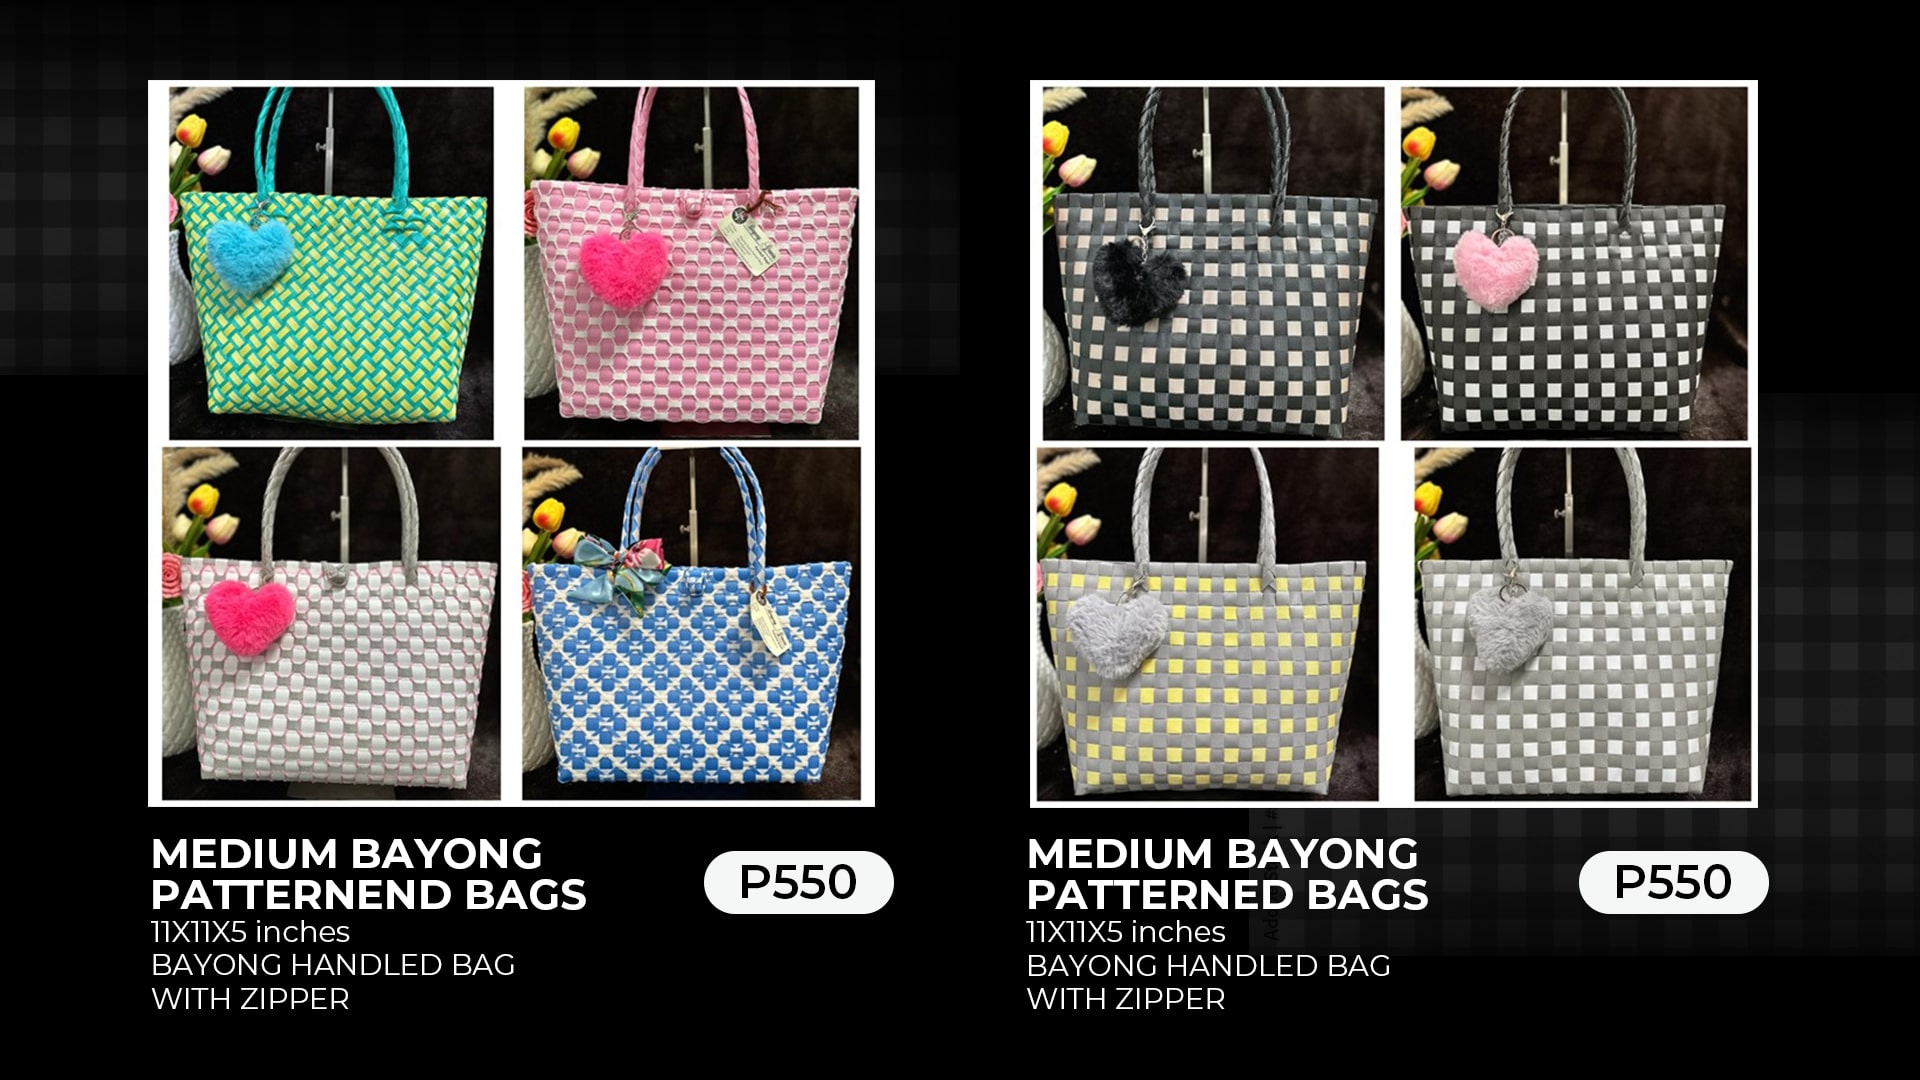 MEDIUM BAYONG
PATTERNEND BAGS
11X11X5 inches
BAYONG HANDLED BAG
WITH ZIPPER
P550
MEDIUM BAYONG
PATTERNED BAGS
11X11X5 inches
BAYONG HANDLED BAG
WITH ZIPPER
P550